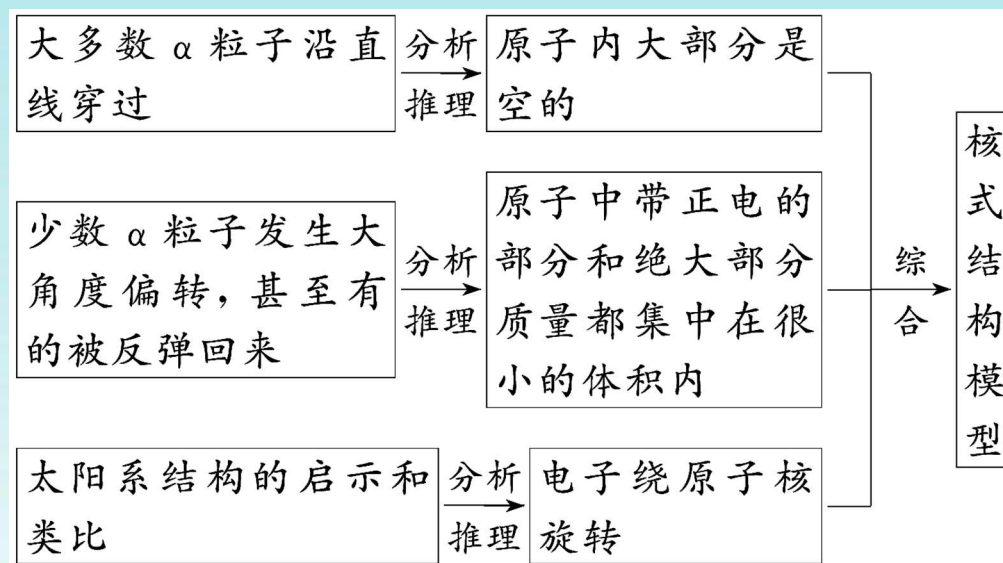 大多数 α 粒子沿直
线穿过
分析
推理
原子内大部分是
空的
少数 α 粒子发生大
角度偏转，甚至有
的被反弹回来
分析
推理
原子中带正电的
部分和绝大部分
质量都集中在很
小的体积内
太阳系结构的启示和
类比
分析
推理
电子绕原子核
旋转
综
合
核
式
结
构
模
型